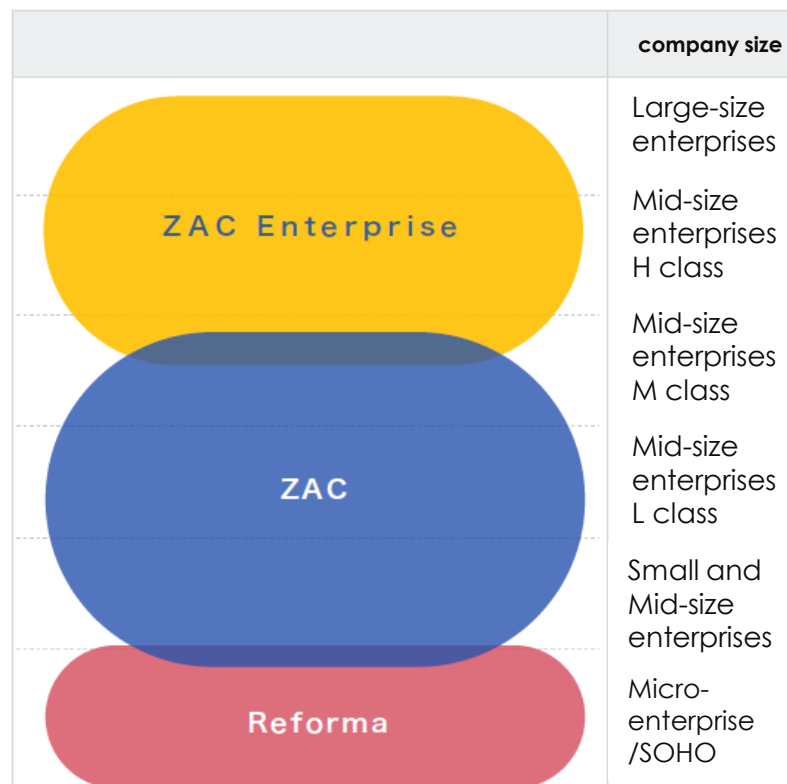 company size
Large-size
enterprises
ZAC Enterprise
Mid-size
enterprises
H class
Mid-size
enterprises
M class
ZAC
Mid-size
enterprises
L class
Small and
Mid-size
enterprises
Reforma
Micro-
enterprise
/SOHO